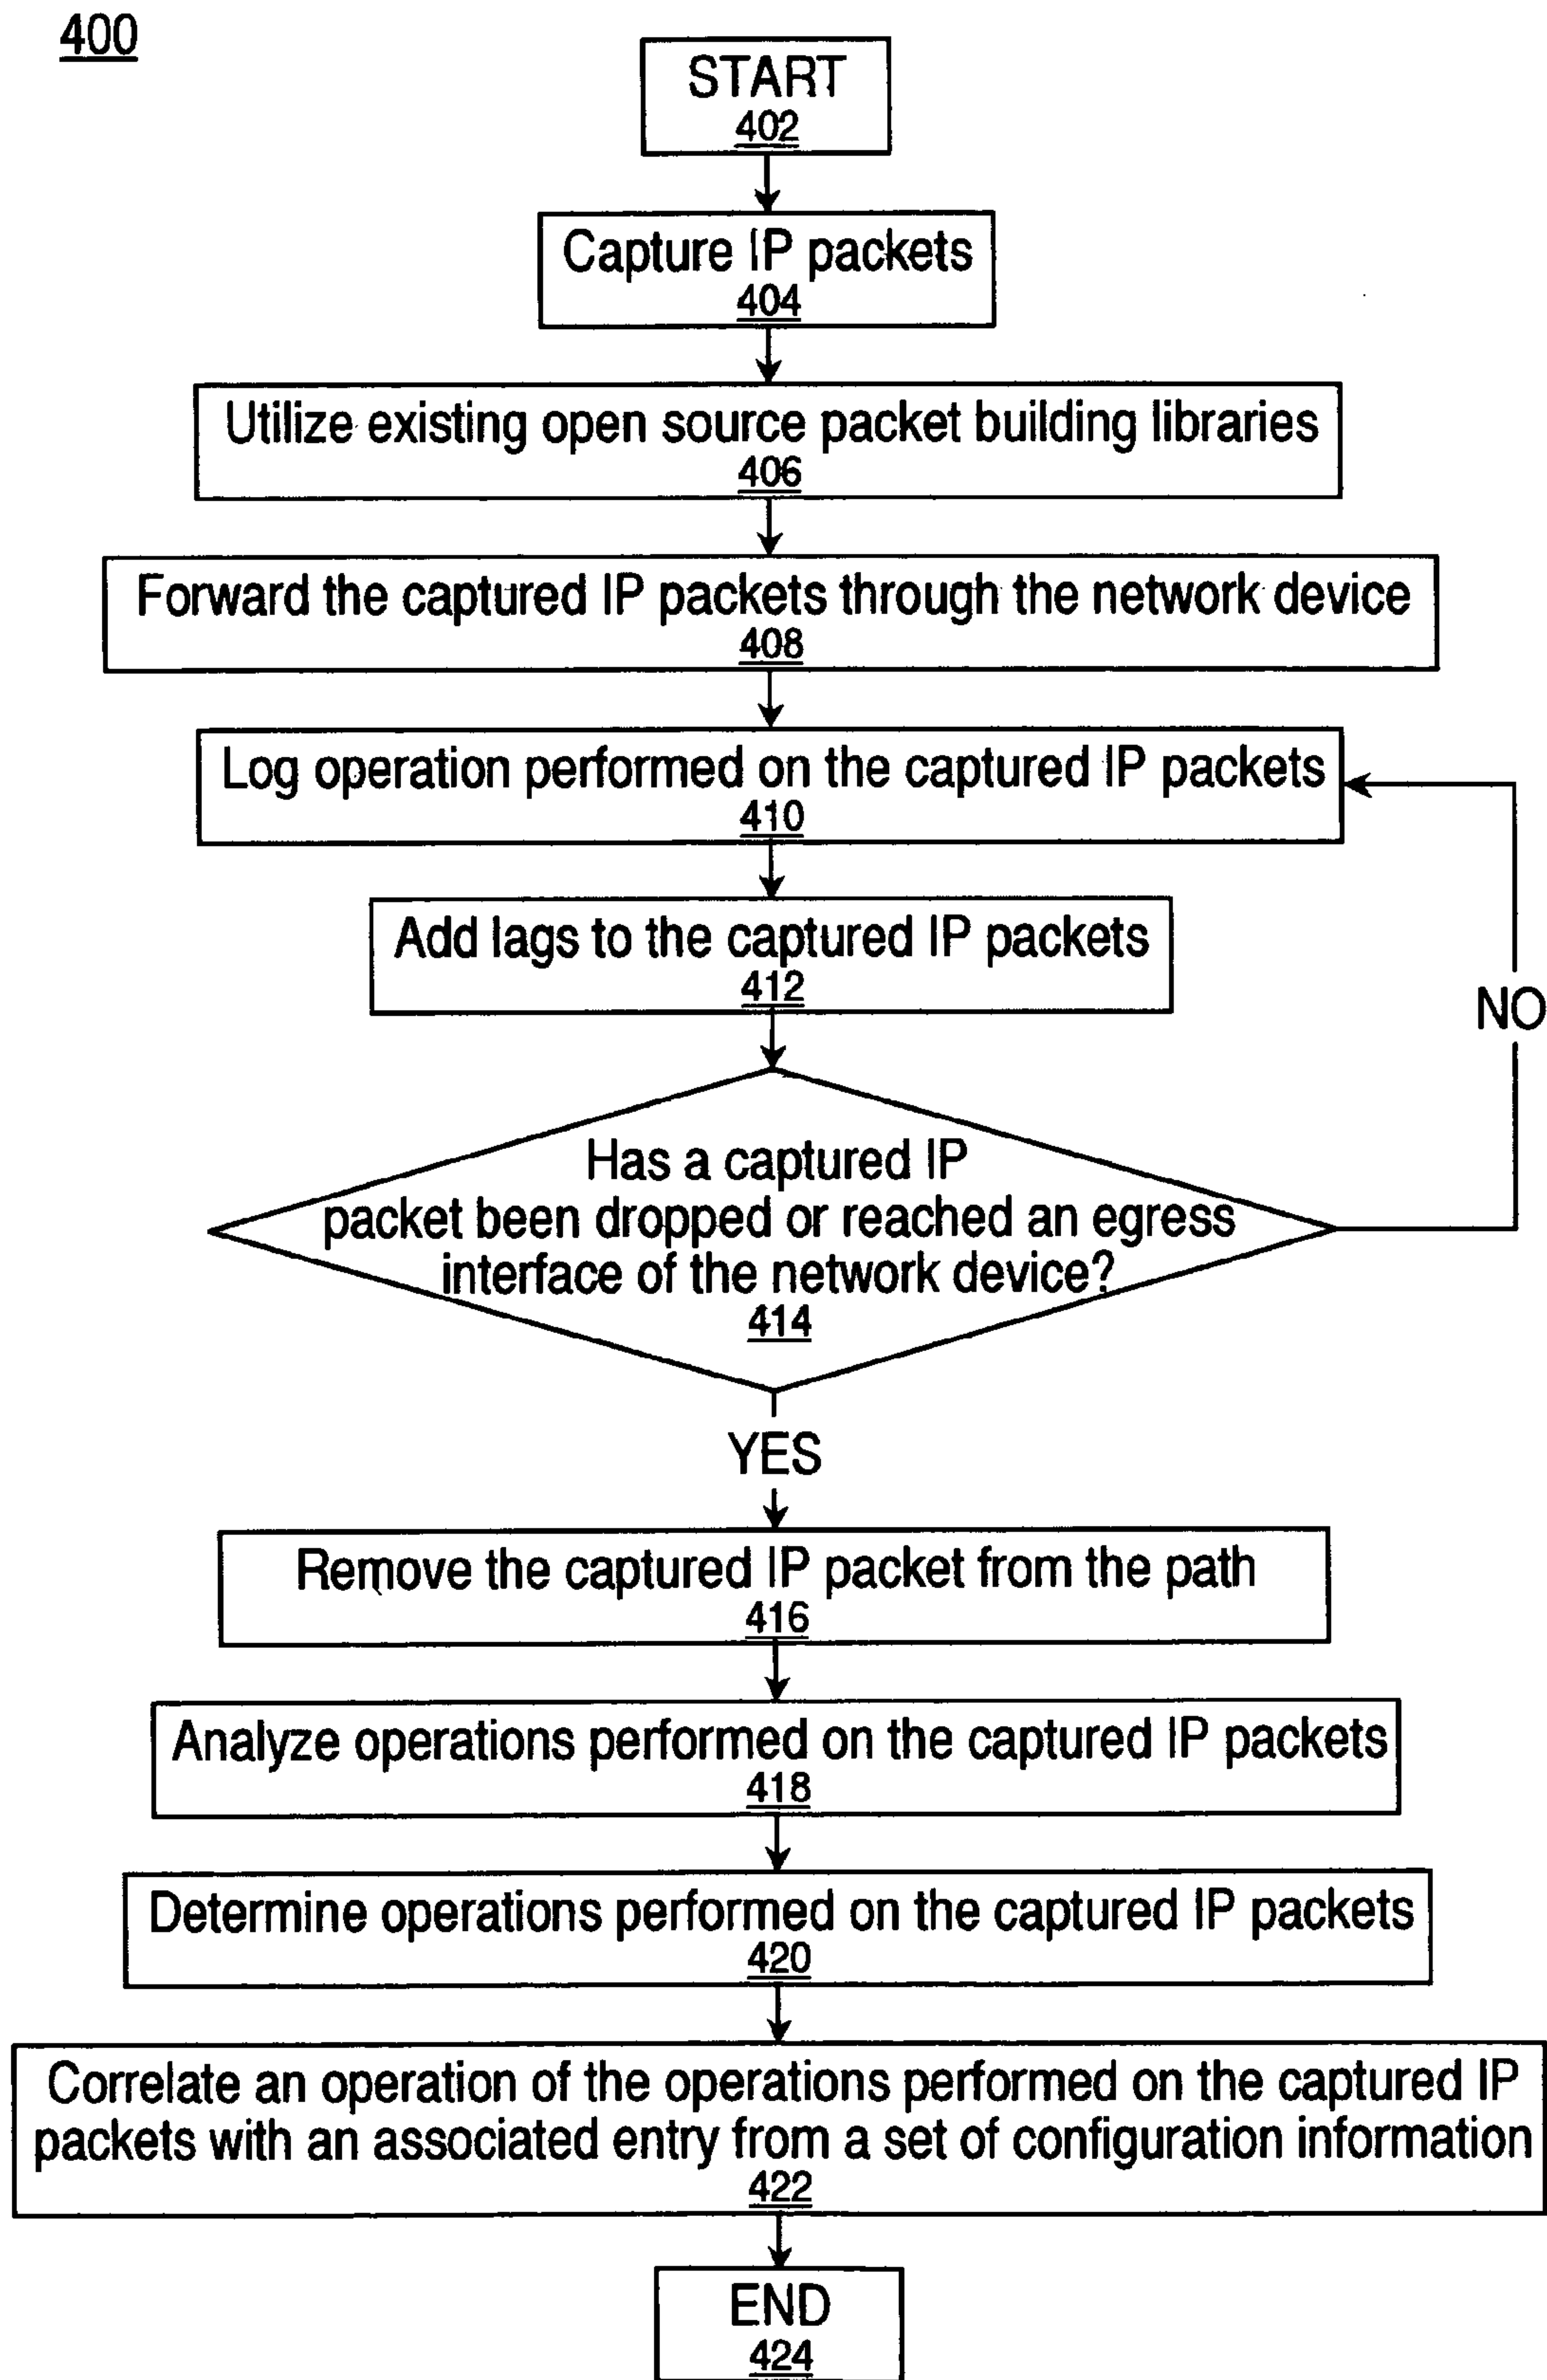 400
START
402
Capture IP packets
404
Utilize existing open source packet building libraries
406
Forward the captured IP packets through the network device
408
Log operation performed on the captured IP packets
410
Add lags to the captured IP packets
412
NO
Has a captured IP
packet been dropped or reached an egress
interface of the network device?
414
YES
Remove the captured IP packet from the path
416
Analyze operations performed on the captured IP packets
418
Determine operations performed on the captured IP packets
420
Correlate an operation of the operations performed on the captured IP
packets with an associated entry from a set of configuration information
422
END
424